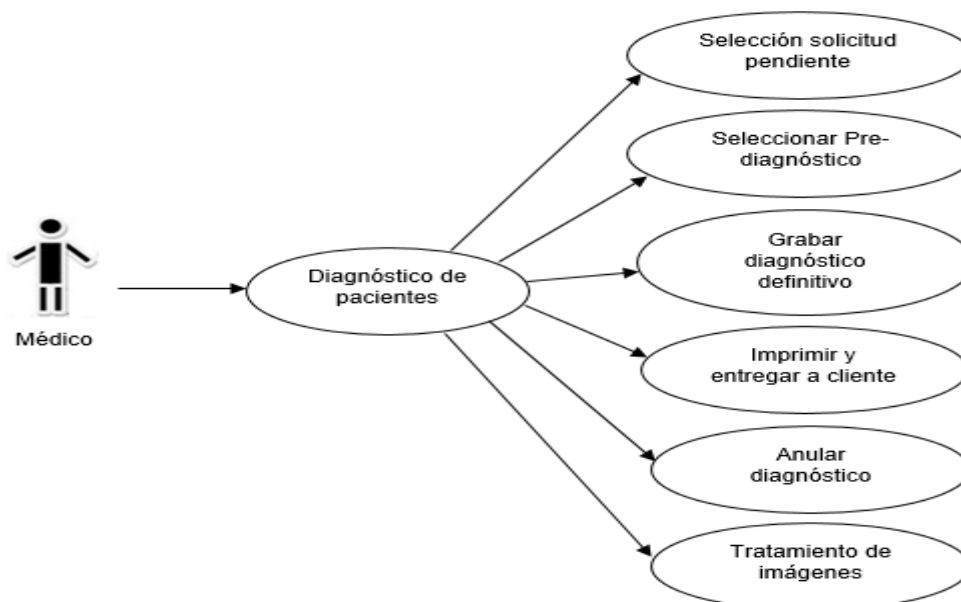 Selección solicitud
pendiente
Seleccionar Pre-
diagnóstico
Grabar
diagnóstico
definitivo
Diagnóstico de
pacientes
Médico
Imprimir y
entregar a cliente
Anular
diagnóstico
Tratamiento de
imágenes